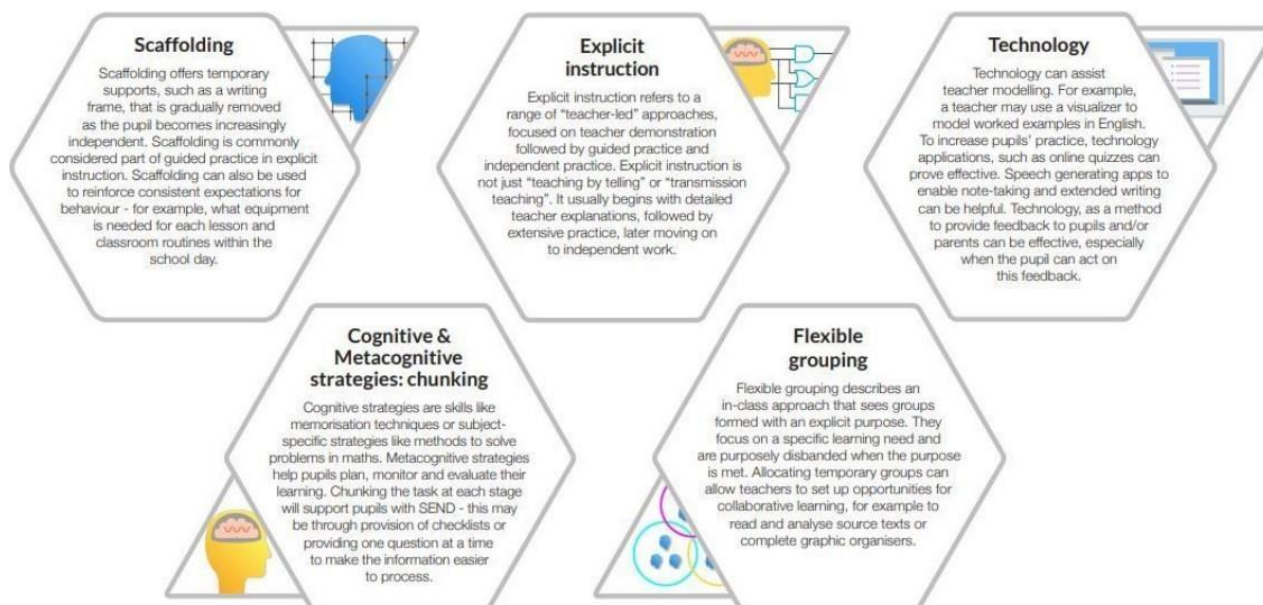 Scaffolding
Scaffolding offers temporary
supports, such as a writing
frame, that is gradually removed
as the pupil becomes increasingly
independent. Scaffolding is commonly
considered part of guided practice in explicit
instruction. Scaffolding can also be used
to reinforce consistent expectations for
behaviour - for example, what equipment
is needed for each lesson and
classroom routines within the
school day.
Explicit
instruction
Explicit instruction refers to a
range of “teacher-led” approaches,
focused on teacher demonstration
followed by guided practice and
independent practice. Explicit instruction is
not just “teaching by telling” or “transmission
teaching”. It usually begins with detailed
teacher explanations, followed by
extensive practice, later moving on
to independent work.
Technology
Technology can assist
teacher modelling. For example,
a teacher may use a visualizer to
model worked examples in English.
To increase pupils’ practice, technology
applications, such as online quizzes can
prove effective. Speech generating apps to
enable note-taking and extended writing
can be helpful. Technology, as a method
to provide feedback to pupils and/or
parents can be effective, especially
when the pupil can act on
this feedback.
Cognitive &
Metacognitive
strategies: chunking
Cognitive strategies are skills like
memorisation techniques or subject-
specific strategies like methods to solve
problems in maths. Metacognitive strategies
help pupils plan, monitor and evaluate their
learning. Chunking the task at each stage
will support pupils with SEND - this may
be through provision of checklists or
providing one question at a time
to make the information easier
to process.
Flexible
grouping
Flexible grouping describes an
in-class approach that sees groups
formed with an explicit purpose. They
focus on a specific learning need and
are purposely disbanded when the purpose
is met. Allocating temporary groups can
allow teachers to set up opportunities for
collaborative learning, for example to
read and analyse source texts or
complete graphic organisers.